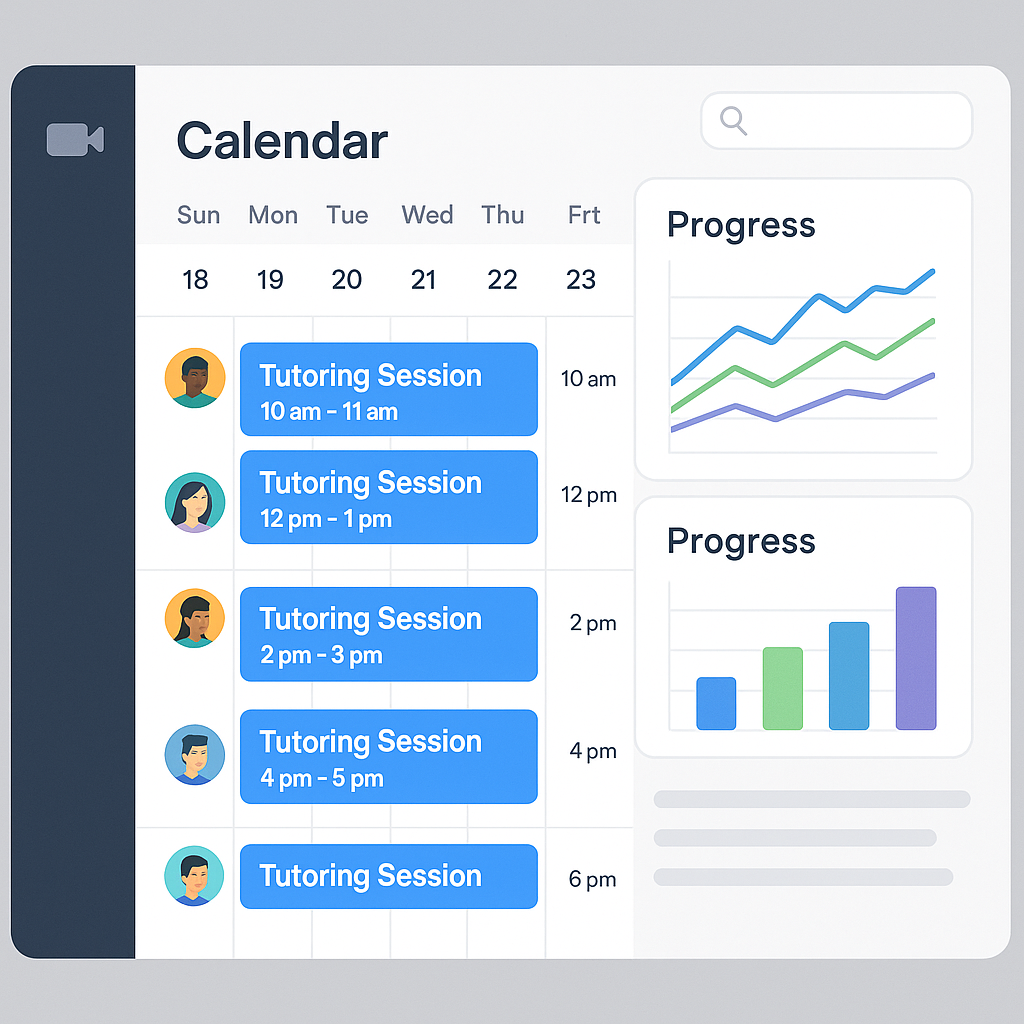 Calendar
Sun Mon Tue Wed Thu Frt
18 19 20 21 22 23
Tutoring Session
10 am – 11 am
10 am
Tutoring Session
12 pm – 1 pm
12 pm
Tutoring Session
2 pm – 3 pm
2 pm
Tutoring Session
4 pm – 5 pm
4 pm
Tutoring Session
6 pm
Progress
Progress